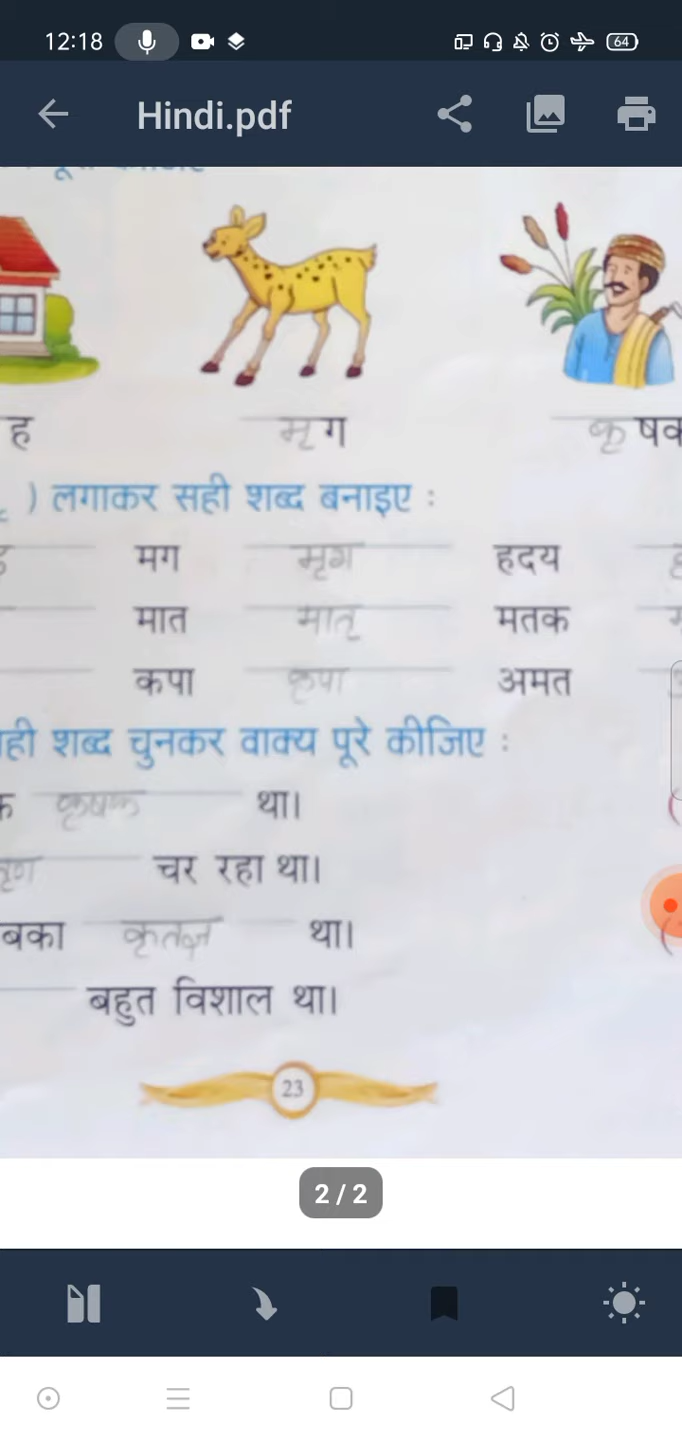 12:18 64
Hindi.pdf
ह मृग कृषक
) लगाकर सही शब्द बनाइए :
मग मृग हदय
मात मातृ मतक
कपा कृपा अमत
ही शब्द चुनकर वाक्य पूरे कीजिए :
क कृषक था।
चर रहा था।
बका कृतज्ञ था।
बहुत विशाल था।
23
2 / 2